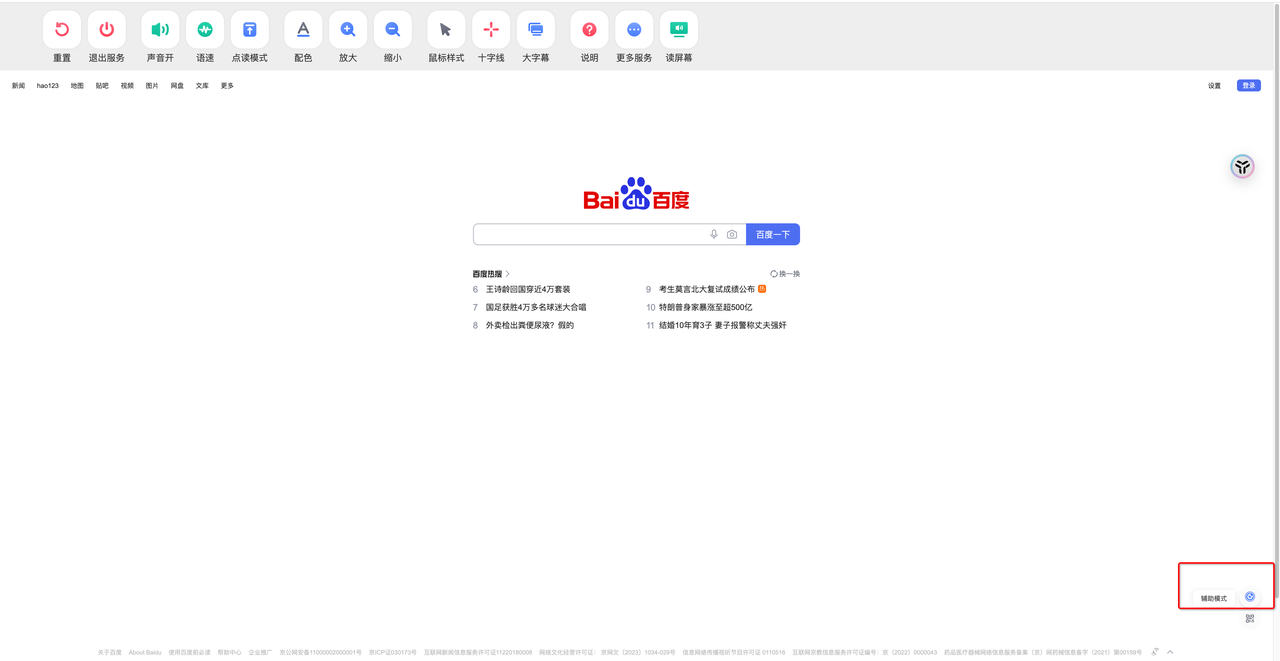 重置 退出服务 声音开 语速 点读模式 配色 放大 缩小 鼠标样式 十字线 大字幕 说明 更多服务 读屏幕
新闻 hao123 地图 贴吧 视频 图片 网盘 文库 更多 设置 登录
Bai du 百度
百度一下
百度热搜 换一换
6 王诗龄回国穿近4万套装 9 考生莫言北大复试成绩公布 热
7 国足获胜4万多名球迷大合唱 10 特朗普身家暴涨至超500亿
8 外卖检出粪便尿液？假的 11 结婚10年育3子 妻子报警称丈夫强奸
辅助模式
关于百度 About Baidu 使用百度前必读 帮助中心 企业推广 京公网安备11000002000001号 京ICP证030173号 互联网新闻信息服务许可证11220180008 网络文化经营许可证： 京网文〔2023〕1034-029号 信息网络传播视听节目许可证 0110516 互联网宗教信息服务许可证编号：京（2022）0000043 药品医疗器械网络信息服务备案（京）网药械信息备字（2021）第00159号